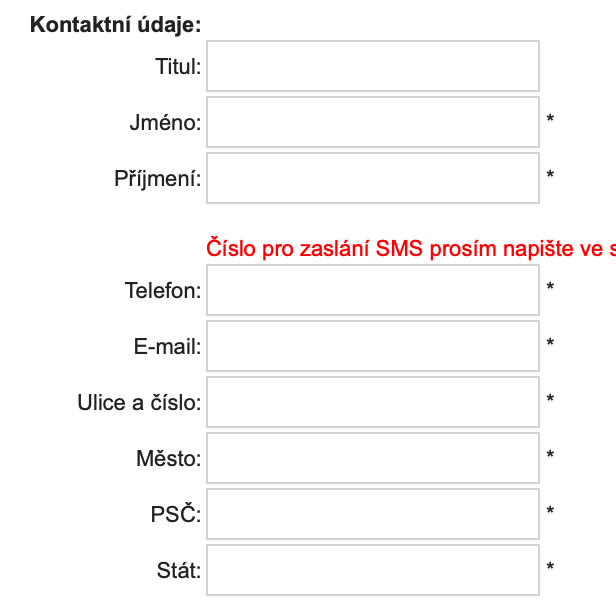 Kontaktní údaje:
Titul:
Jméno: *
Příjmení: *
Číslo pro zaslání SMS prosím napište ve
Telefon: *
E-mail: *
Ulice a číslo: *
Město: *
PSČ: *
Stát: *